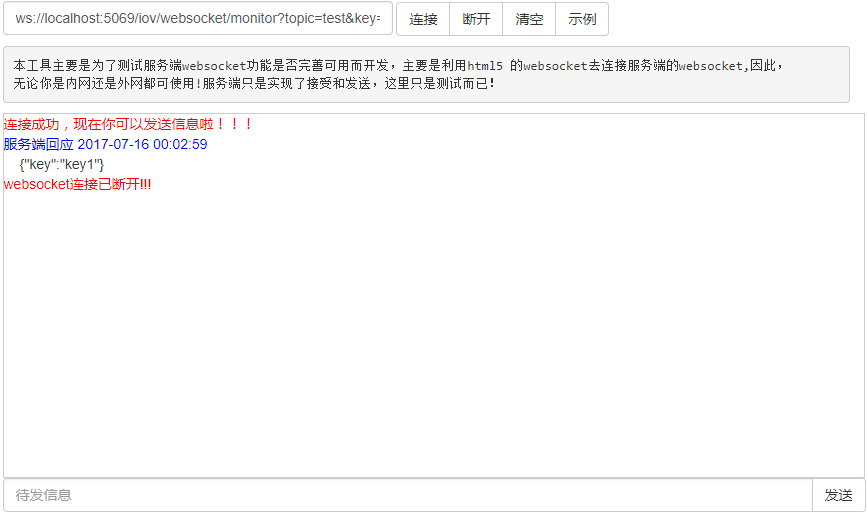 ws://localhost:5069/iov/websocket/monitor?topic=test&key= 连接 断开 清空 示例
本工具主要是为了测试服务端websocket功能是否完善可用而开发，主要是利用html5 的websocket去连接服务端的websocket,因此，
无论你是内网还是外网都可使用!服务端只是实现了接受和发送，这里只是测试而已！
连接成功，现在你可以发送信息啦！！！
服务端回应 2017-07-16 00:02:59
{"key":"key1"}
websocket连接已断开!!!
待发信息 发送